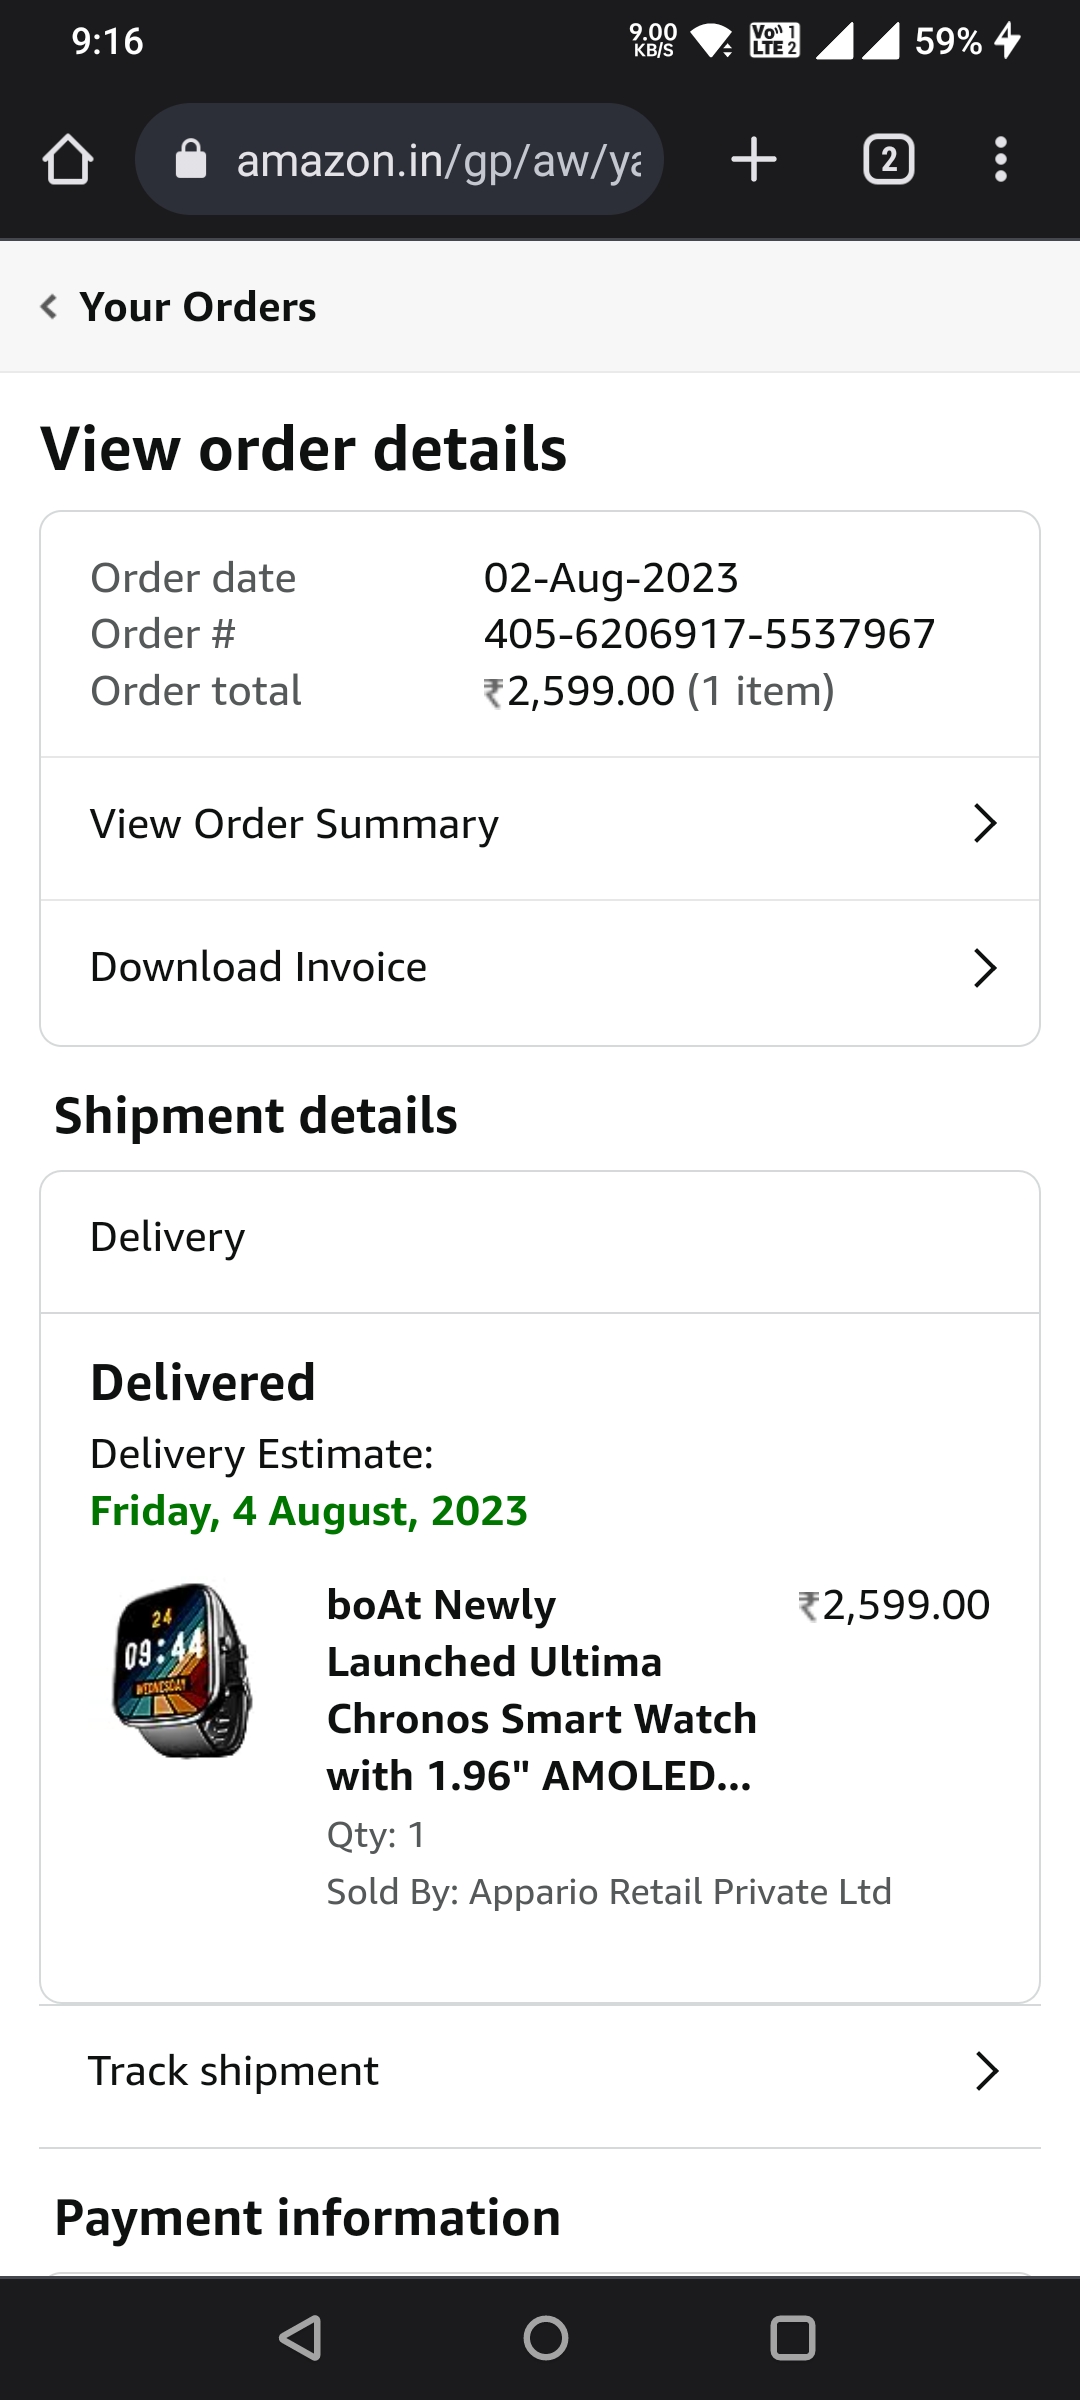 9:16
9.00 KB/S
Vo)) 1
LTE 2
59%
amazon.in/gp/aw/ya
2
Your Orders
View order details
Order date 02-Aug-2023
Order # 405-6206917-5537967
Order total ₹2,599.00 (1 item)
View Order Summary
Download Invoice
Shipment details
Delivery
Delivered
Delivery Estimate:
Friday, 4 August, 2023
24
09:44
WEDNESDAY
boAt Newly ₹2,599.00
Launched Ultima
Chronos Smart Watch
with 1.96" AMOLED...
Qty: 1
Sold By: Appario Retail Private Ltd
Track shipment
Payment information